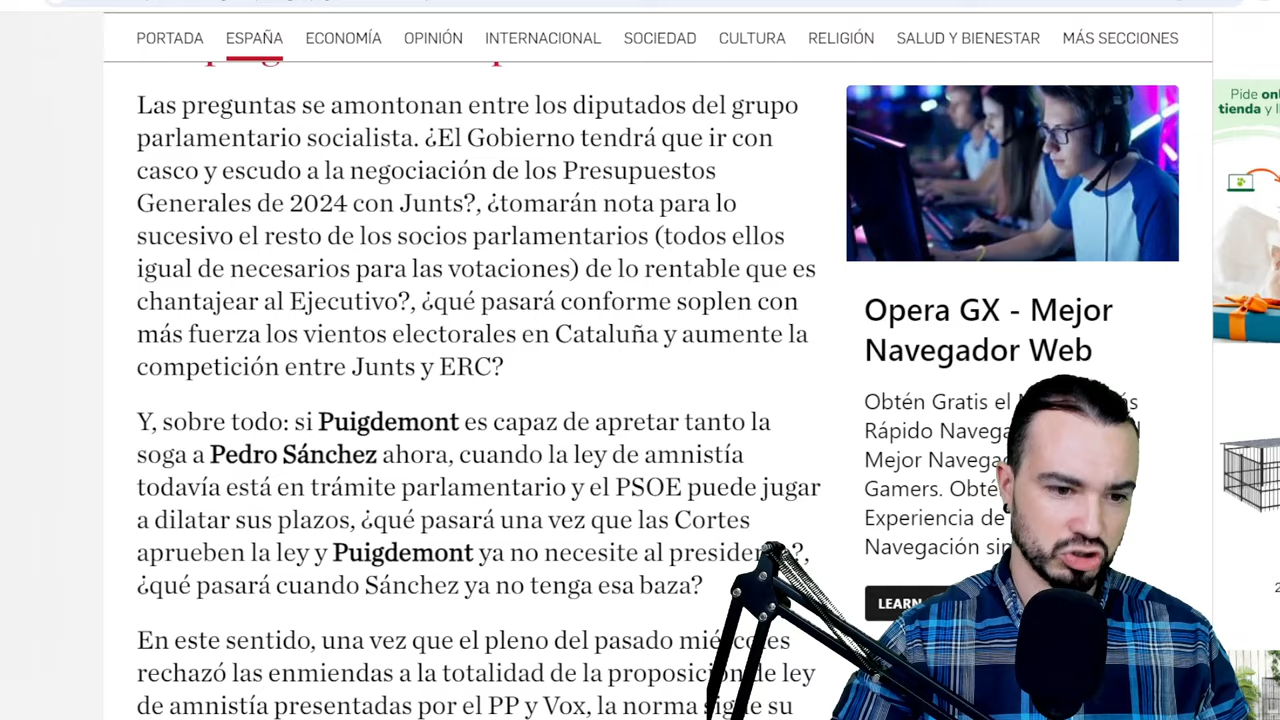 PORTADA ESPAÑA ECONOMÍA OPINIÓN INTERNACIONAL SOCIEDAD CULTURA RELIGIÓN SALUD Y BIENESTAR MÁS SECCIONES
Las preguntas se amontonan entre los diputados del grupo
parlamentario socialista. ¿El Gobierno tendrá que ir con
casco y escudo a la negociación de los Presupuestos
Generales de 2024 con Junts?, ¿tomarán nota para lo
sucesivo el resto de los socios parlamentarios (todos ellos
igual de necesarios para las votaciones) de lo rentable que es
chantajear al Ejecutivo?, ¿qué pasará conforme soplen con
más fuerza los vientos electorales en Cataluña y aumente la
competición entre Junts y ERC?
Y, sobre todo: si Puigdemont es capaz de apretar tanto la
soga a Pedro Sánchez ahora, cuando la ley de amnistía
todavía está en trámite parlamentario y el PSOE puede jugar
a dilatar sus plazos, ¿qué pasará una vez que las Cortes
aprueben la ley y Puigdemont ya no necesite al presidente?,
¿qué pasará cuando Sánchez ya no tenga esa baza?
En este sentido, una vez que el pleno del pasado miércoles
rechazó las enmiendas a la totalidad de la proposición de ley
de amnistía presentadas por el PP y Vox, la norma sigue su
Opera GX - Mejor
Navegador Web
Obtén Gratis el
Rápido
Mejor
Gamers.
Experiencia de
Navegación
LEARN
Pide
tienda y